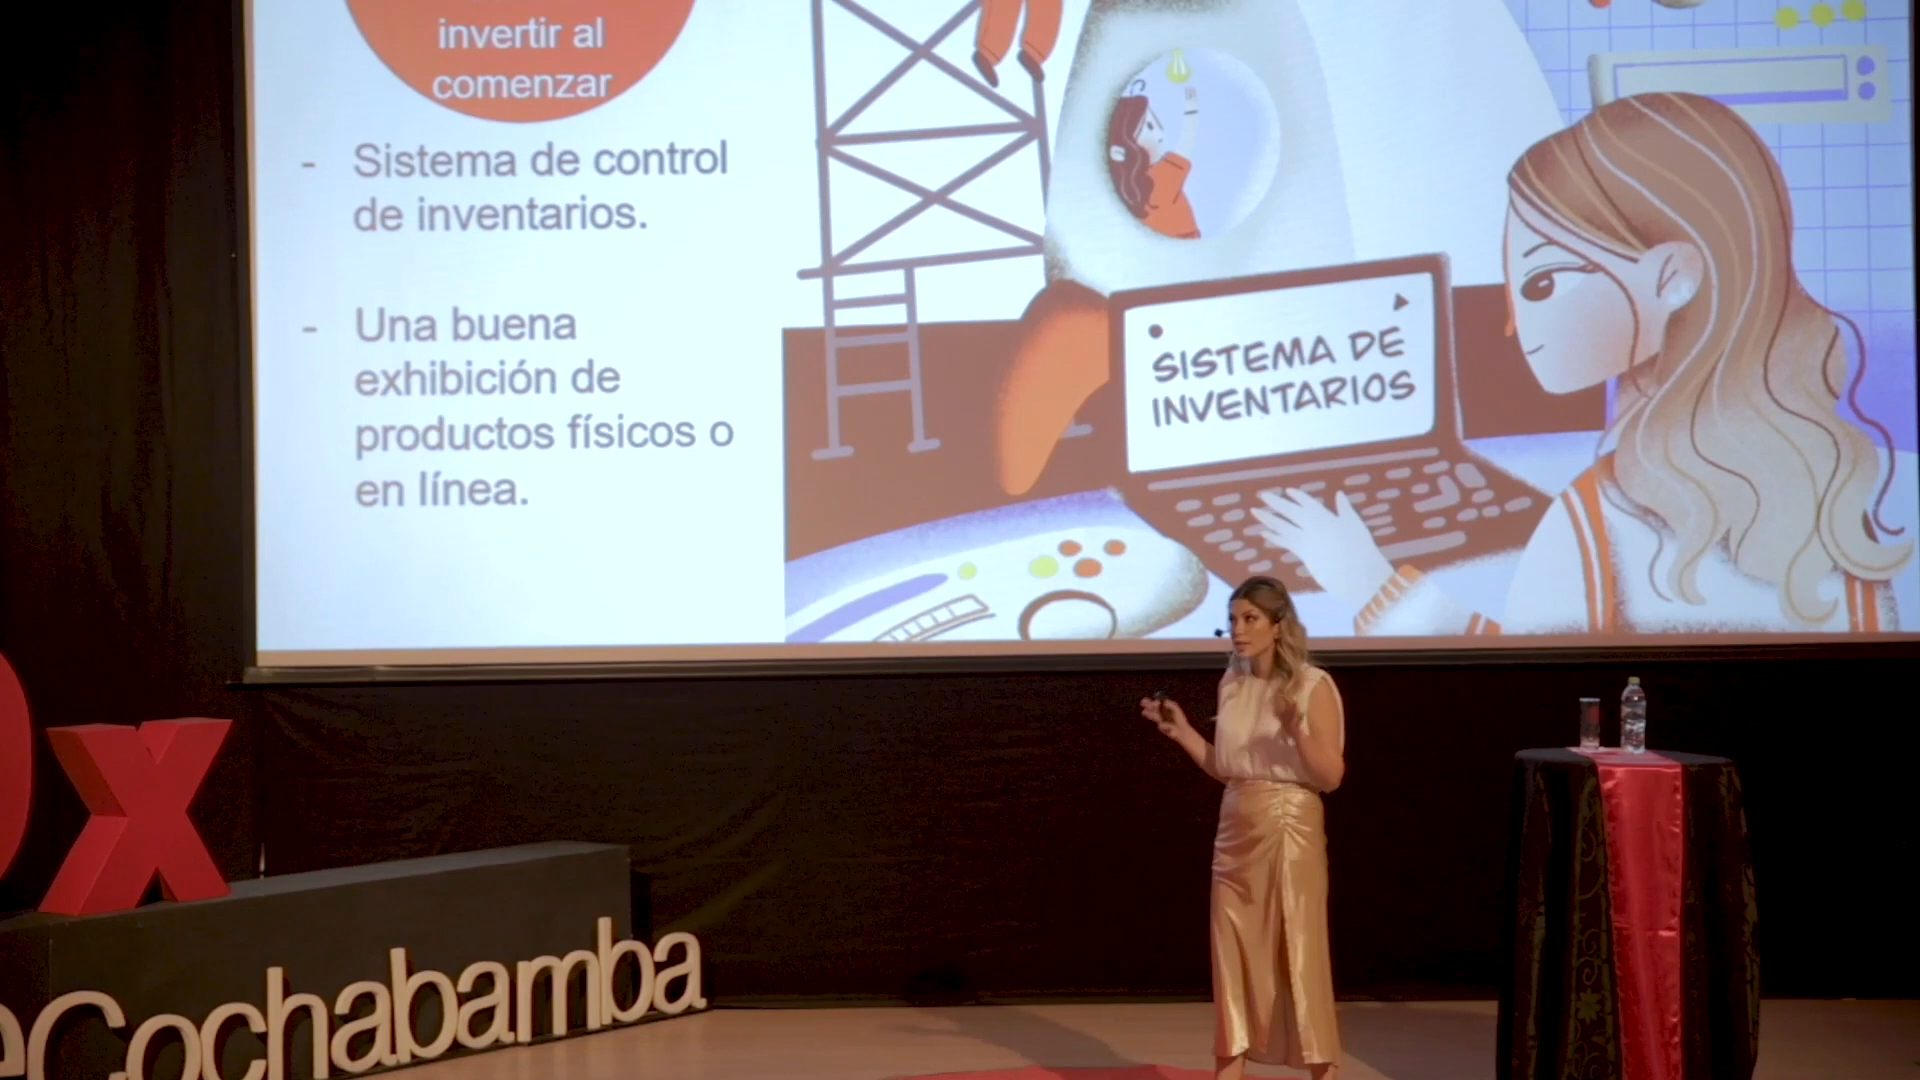 invertir al
comenzar
- Sistema de control
de inventarios.
- Una buena
exhibición de
productos físicos o
en línea.
SISTEMA DE
INVENTARIOS
x
eCochabamba